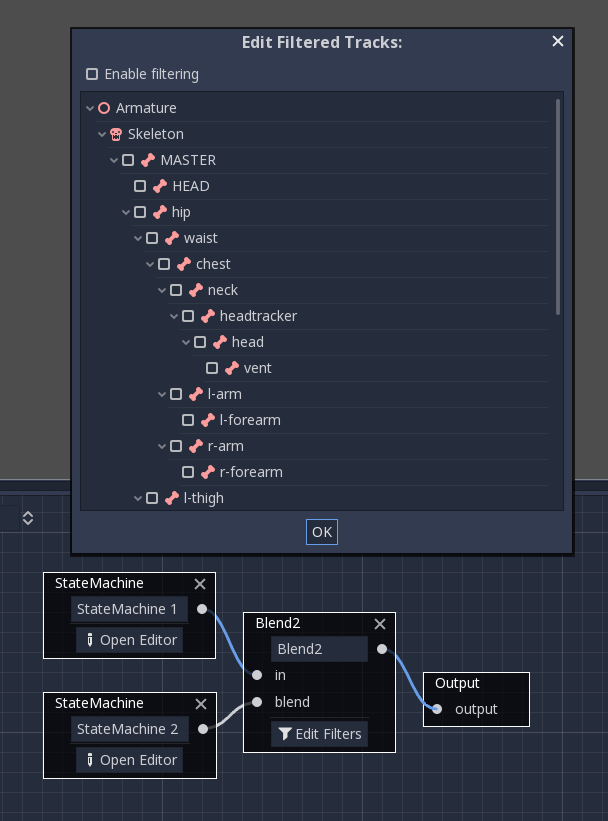 Edit Filtered Tracks:
Enable filtering
Armature
Skeleton
MASTER
HEAD
hip
waist
chest
neck
headtracker
head
vent
l-arm
l-forearm
r-arm
r-forearm
l-thigh
OK
StateMachine
StateMachine 1
Open Editor
Blend2
Blend2
in
blend
Edit Filters
Output
output
StateMachine
StateMachine 2
Open Editor